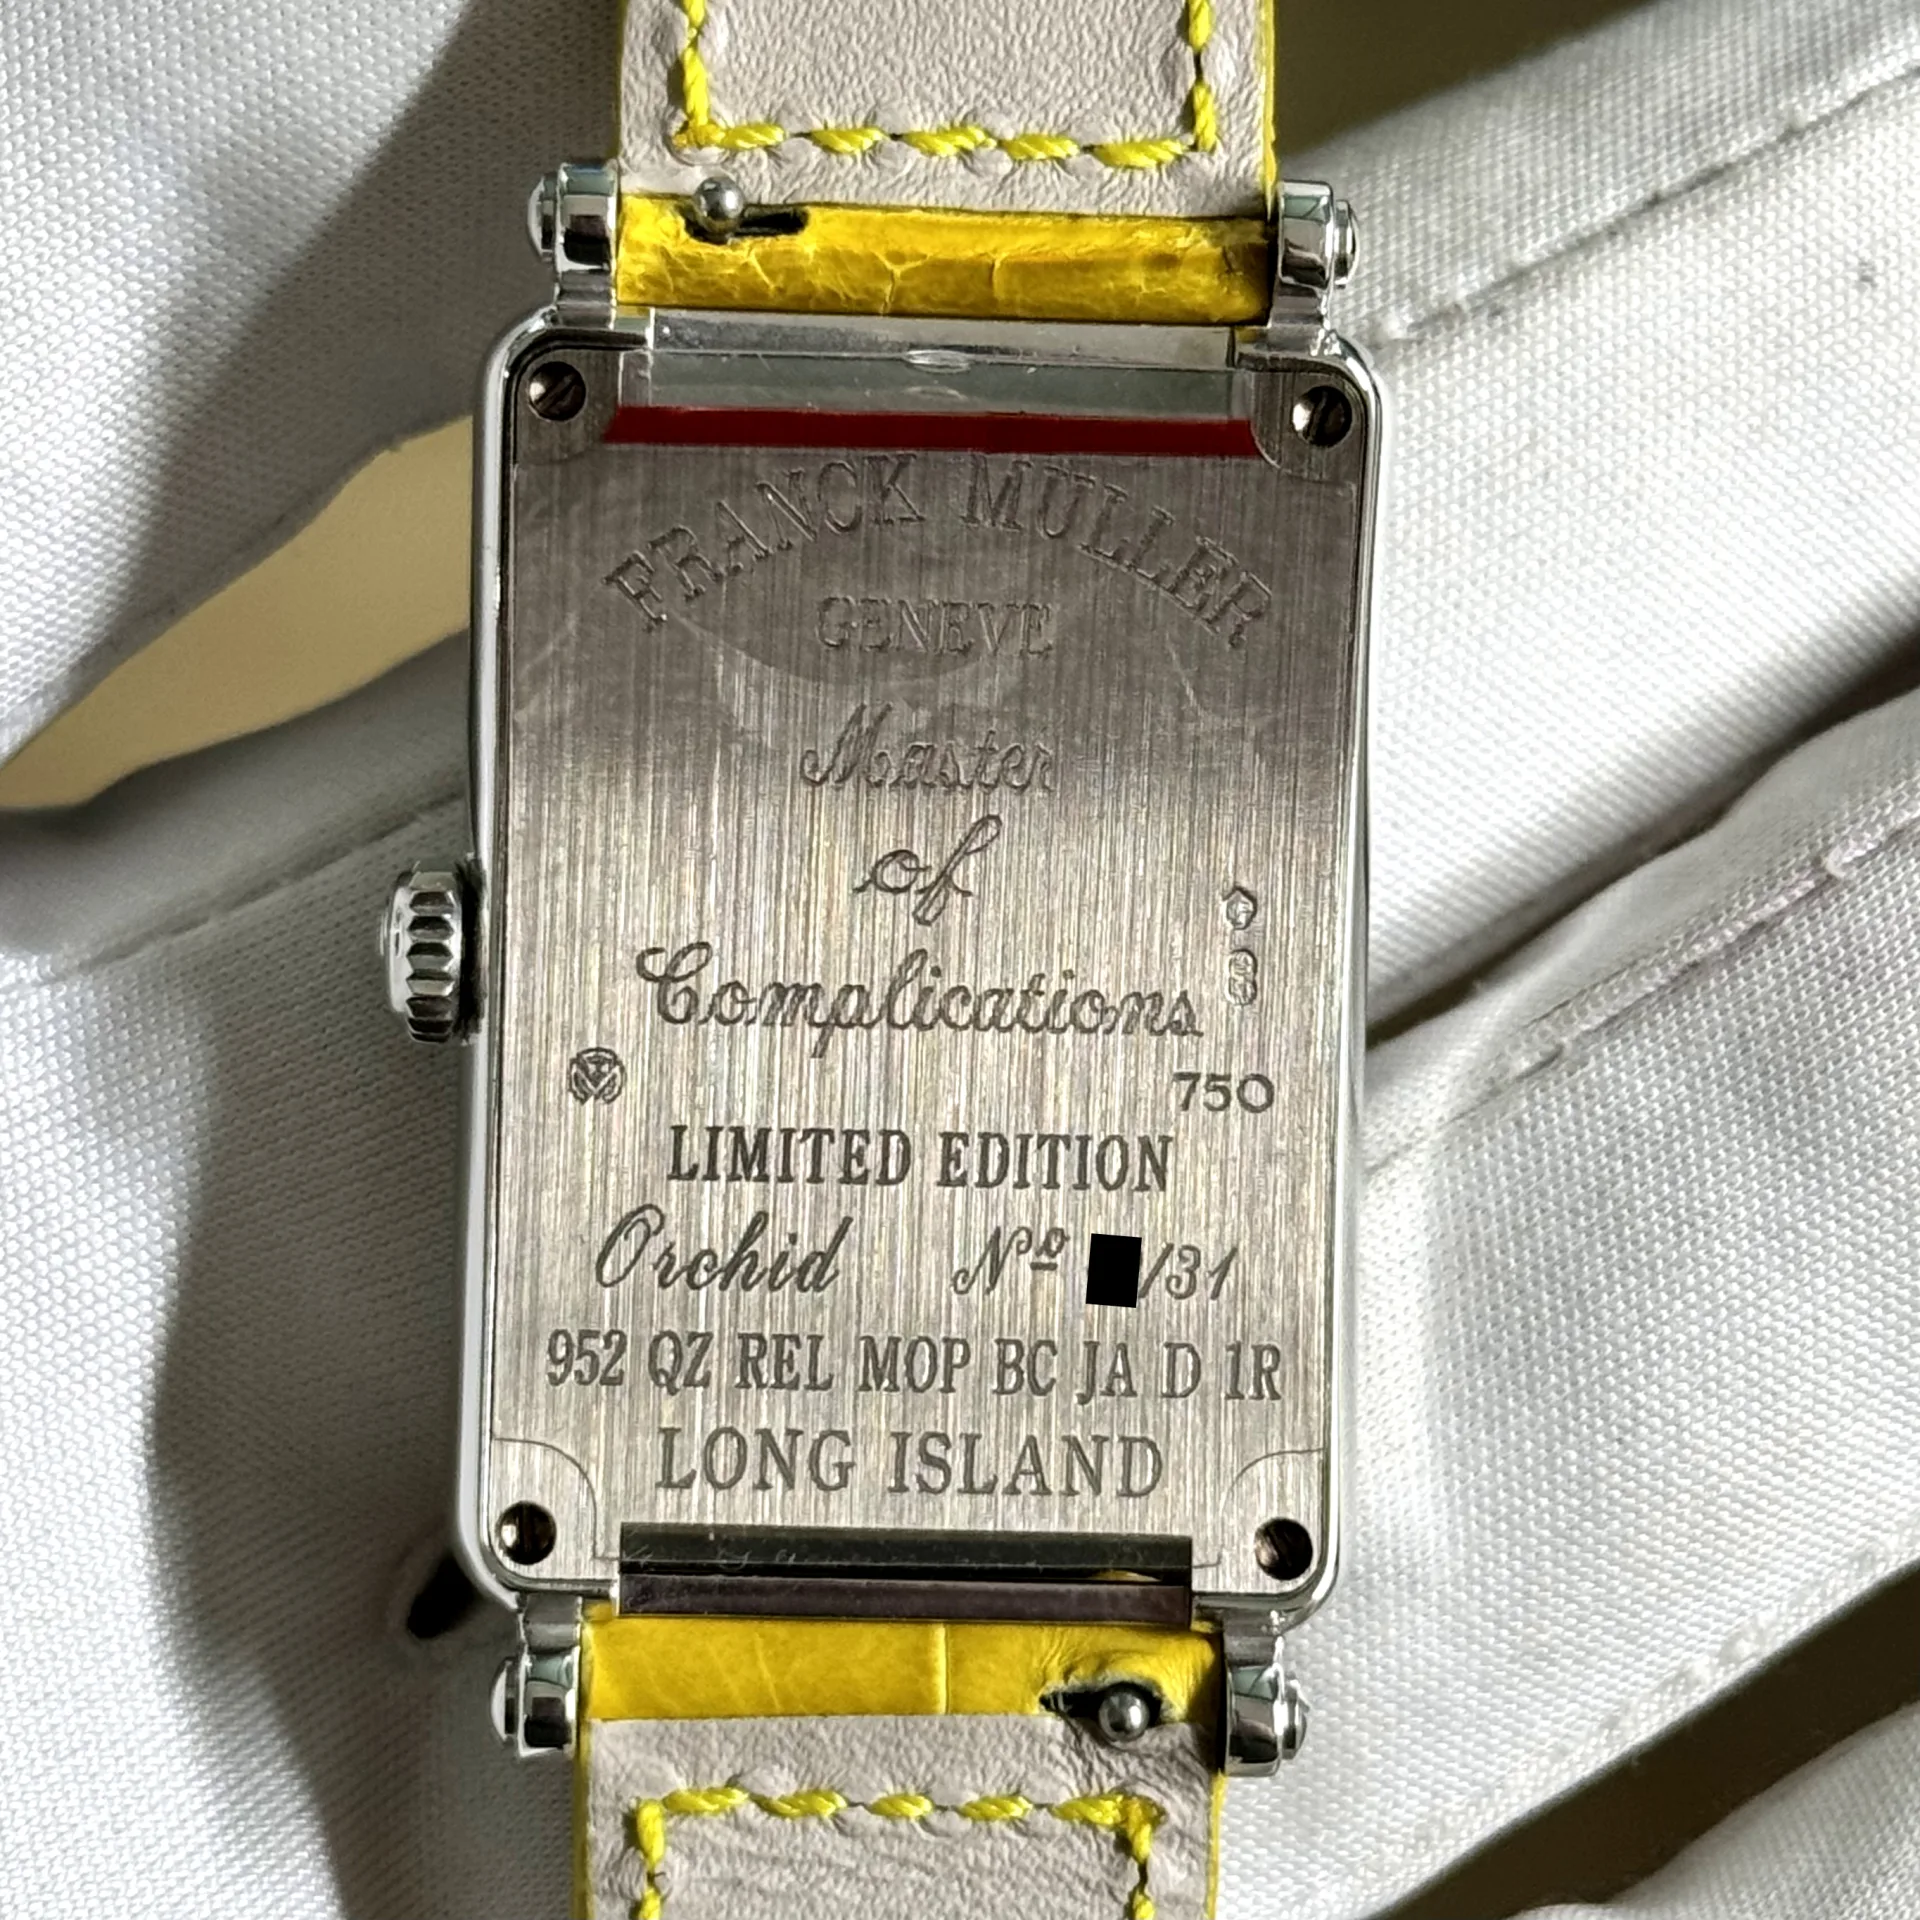 FRANCK MULLER
GENEVE
Master
of
Complications
750
LIMITED EDITION
Orchid Nº /31
952 QZ REL MOP BC JA D 1R
LONG ISLAND